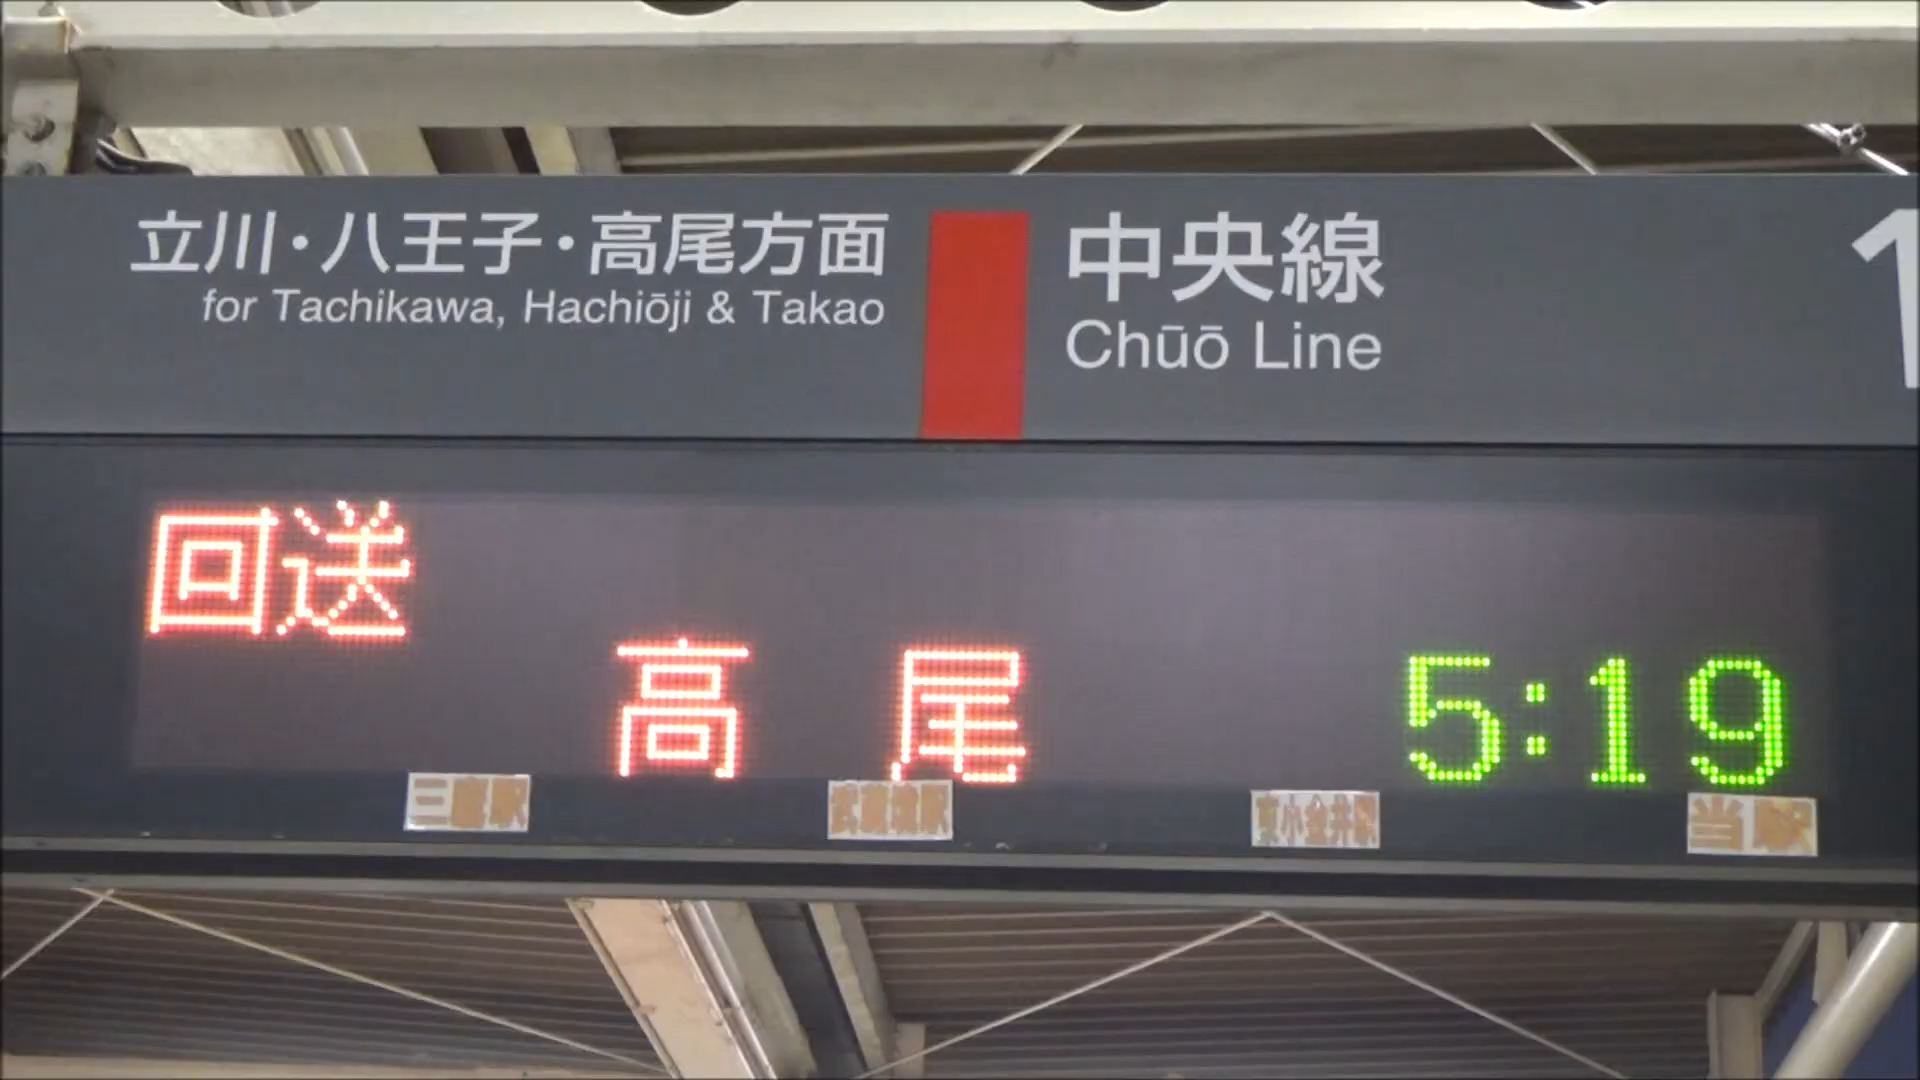 立川・八王子・高尾方面
for Tachikawa, Hachiōji & Takao
中央線
Chūō Line
1
回送
高尾 5:19
三鷹駅 武蔵境駅 東小金井駅 当駅